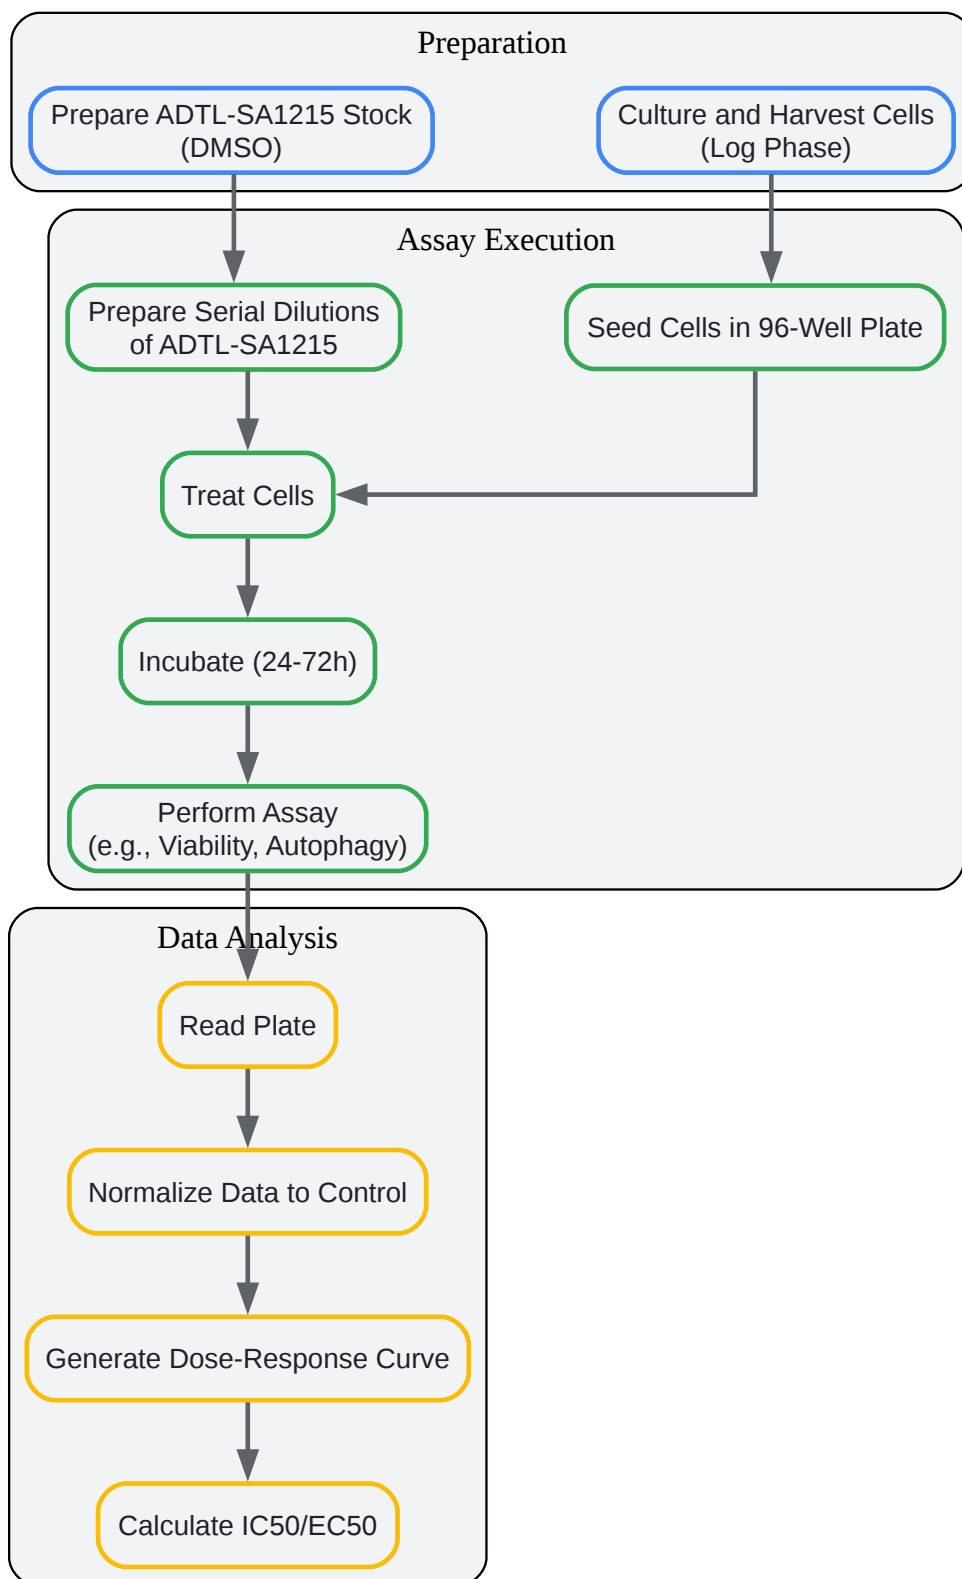 Preparation
Prepare ADTL-SA1215 Stock
(DMSO)
Culture and Harvest Cells
(Log Phase)
Assay Execution
Prepare Serial Dilutions
of ADTL-SA1215
Seed Cells in 96-Well Plate
Treat Cells
Incubate (24-72h)
Perform Assay
(e.g., Viability, Autophagy)
Data Analysis
Read Plate
Normalize Data to Control
Generate Dose-Response Curve
Calculate IC50/EC50